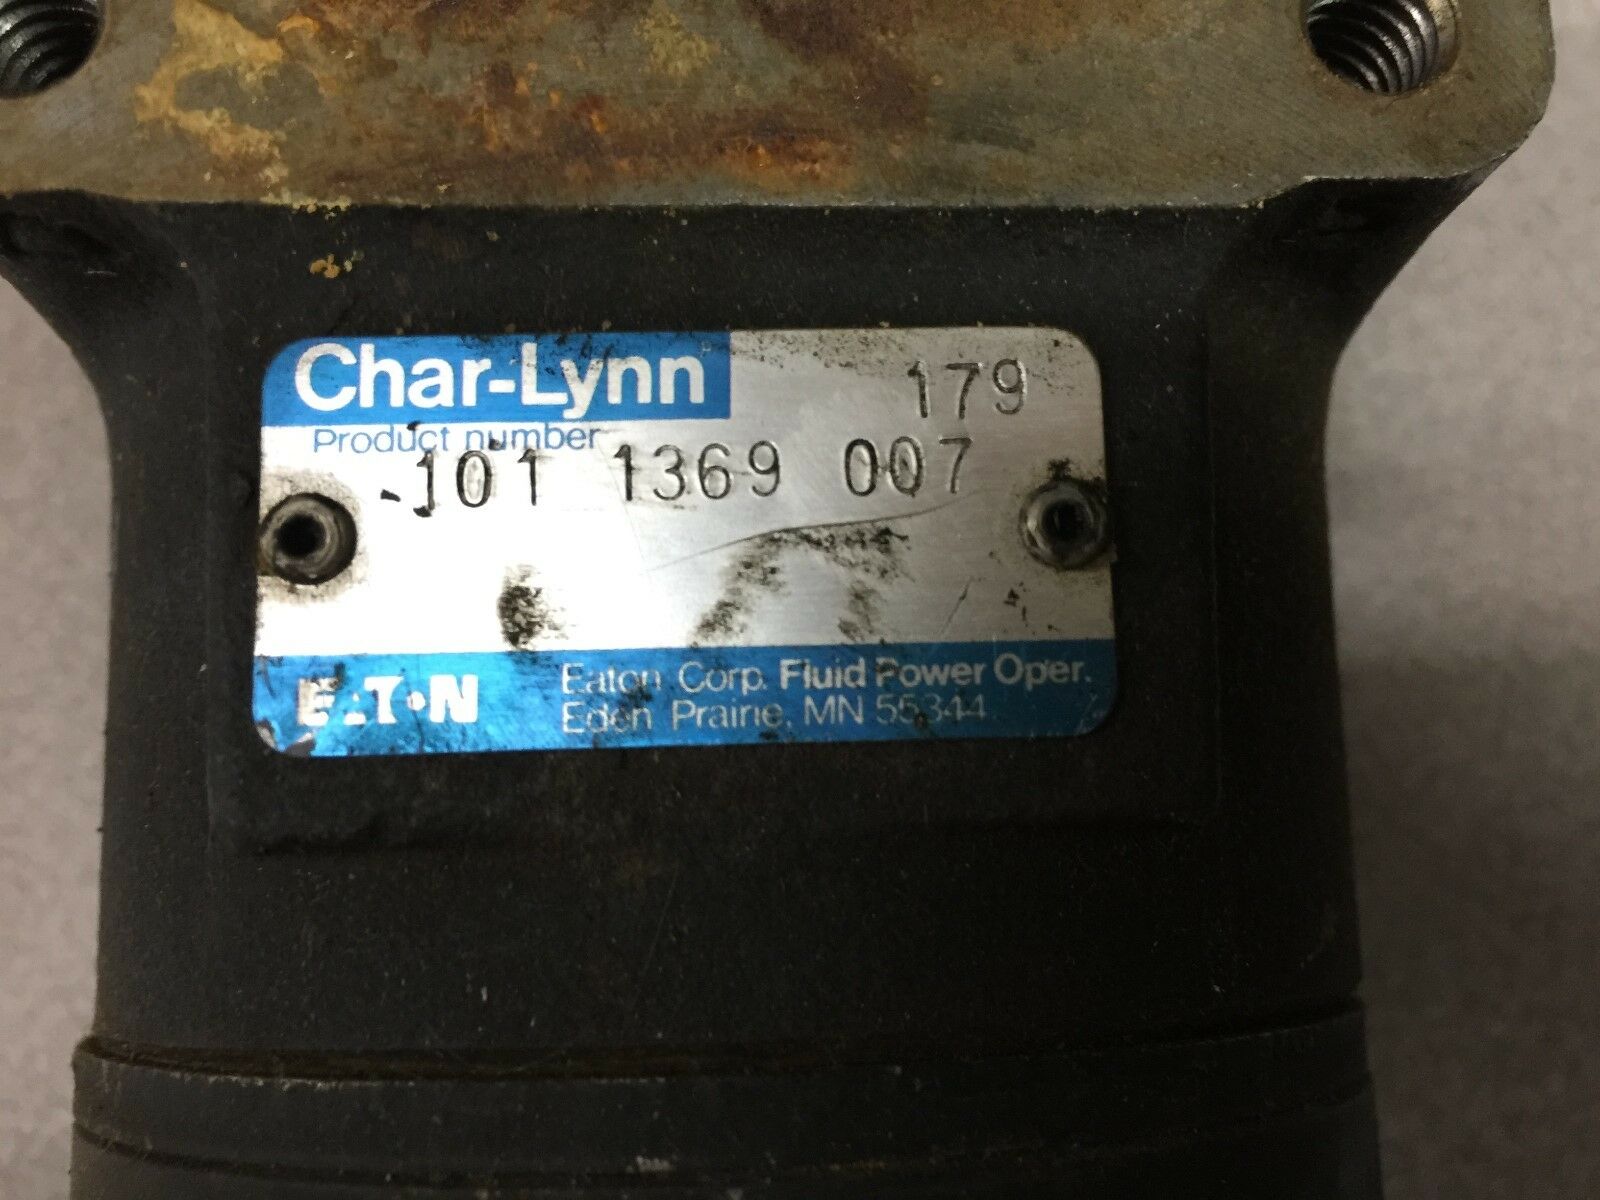 Char-Lynn
179
Product number
101 1369 007
EATON
Eaton Corp. Fluid Power Oper.
Eden Prairie, MN 55344